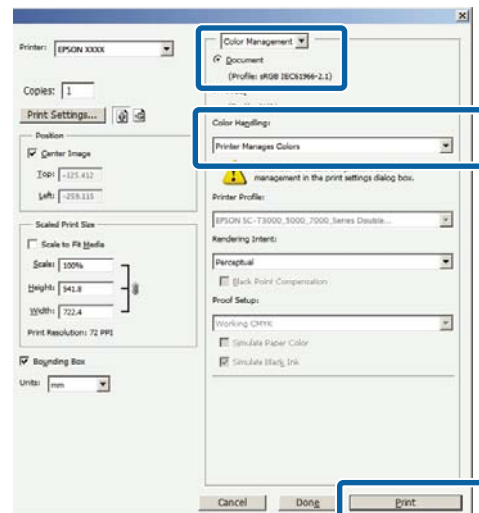 Printer: EPSON XXXX
Copies: 1
Print Settings...
Position
Center Image
Top: -125.412
Left: -259.115
Scaled Print Size
Scale to Fit Media
Scale: 100%
Height: 541.8
Width: 722.4
Print Resolution: 72 PPI
Bounding Box
Units: mm
Color Management
Document
(Profile: sRGB IEC61966-2.1)
Color Handling:
Printer Manages Colors
management in the print settings dialog box.
Printer Profile:
EPSON SC-T3000_5000_7000_Series Double...
Rendering Intent:
Perceptual
Black Point Compensation
Proof Setup:
Working CMYK
Simulate Paper Color
Simulate Black Ink
Cancel
Done
Print